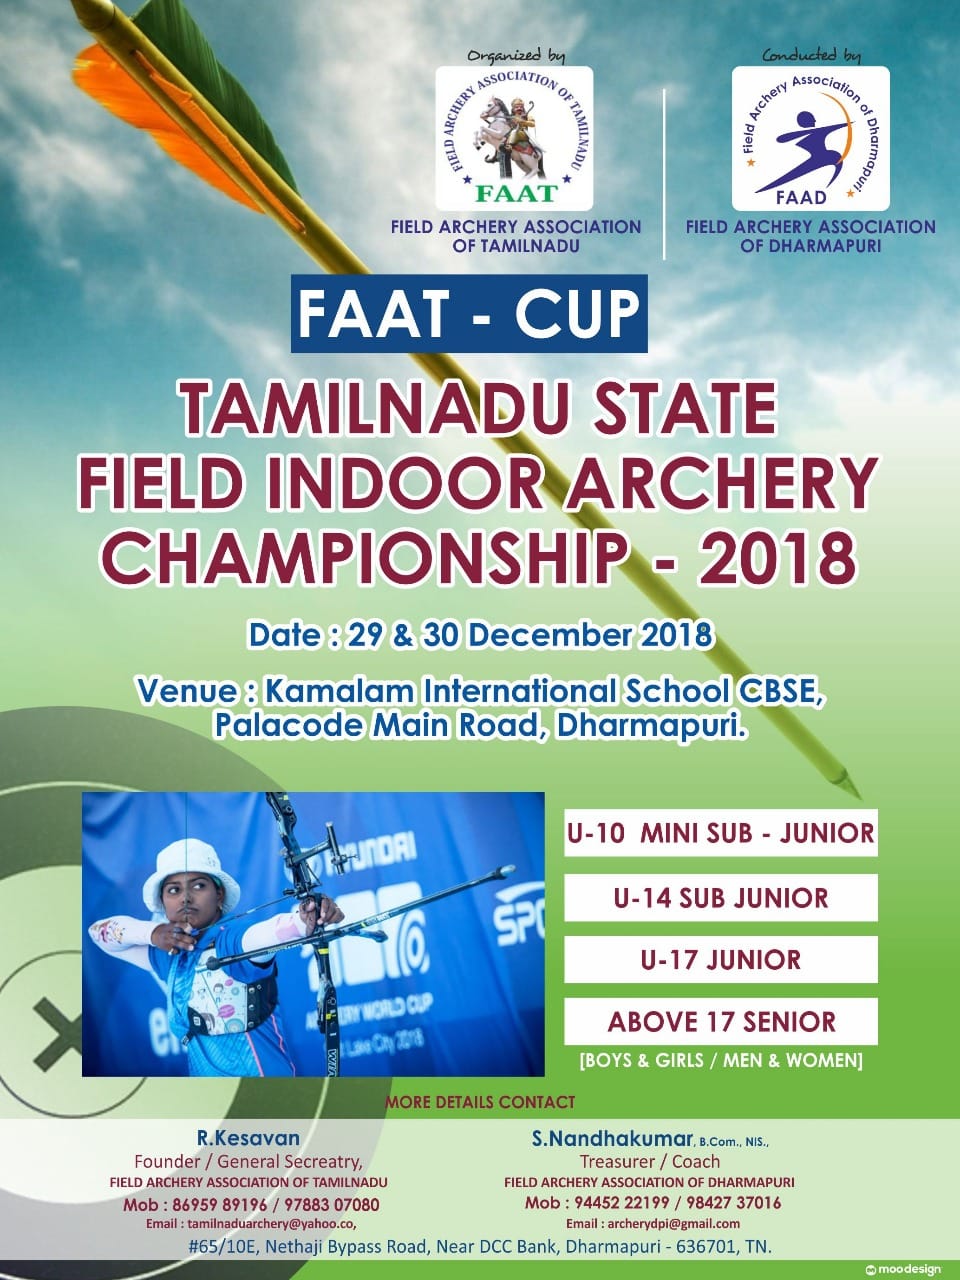 Organized by
FIELD ARCHERY ASSOCIATION OF TAMILNADU
FAAT
FIELD ARCHERY ASSOCIATION
OF TAMILNADU
Conducted by
Field Archery Association of Dharmapuri
FAAD
FIELD ARCHERY ASSOCIATION
OF DHARMAPURI
FAAT - CUP
TAMILNADU STATE
FIELD INDOOR ARCHERY
CHAMPIONSHIP - 2018
Date : 29 & 30 December 2018
Venue : Kamalam International School CBSE,
Palacode Main Road, Dharmapuri.
HYUNDAI
WORLD CUP
Lake City 2018
U-10 MINI SUB - JUNIOR
U-14 SUB JUNIOR
U-17 JUNIOR
ABOVE 17 SENIOR
[BOYS & GIRLS / MEN & WOMEN]
MORE DETAILS CONTACT
R.Kesavan
Founder / General Secreatry,
FIELD ARCHERY ASSOCIATION OF TAMILNADU
Mob : 86959 89196 / 97883 07080
Email : tamilnaduarchery@yahoo.co,
S.Nandhakumar, B.Com., NIS.,
Treasurer / Coach
FIELD ARCHERY ASSOCIATION OF DHARMAPURI
Mob : 94452 22199 / 98427 37016
Email : archerydpi@gmail.com
#65/10E, Nethaji Bypass Road, Near DCC Bank, Dharmapuri - 636701, TN.
moodesign